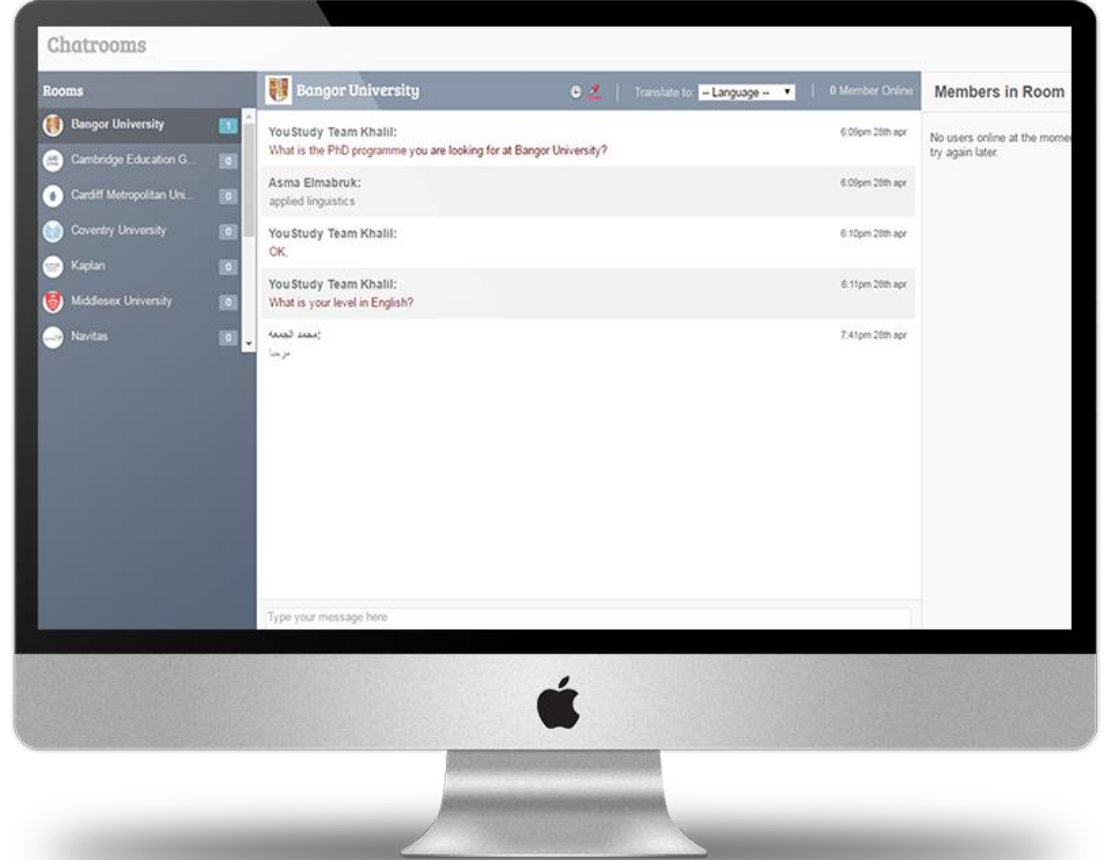 Chatrooms
Rooms
Bangor University 1
Cambridge Education G... 0
Cardiff Metropolitan Uni... 0
Coventry University 0
Kaplan 0
Middlesex University 0
Navitas 0
Bangor University Translate to: -- Language -- 0 Member Online
YouStudy Team Khalil: 6:09pm 28th apr
What is the PhD programme you are looking for at Bangor University?
Asma Elmabruk: 6:09pm 28th apr
applied linguistics
YouStudy Team Khalil: 6:10pm 28th apr
OK,
YouStudy Team Khalil: 6:11pm 28th apr
What is your level in English?
محمد الجمعه: 7:41pm 28th apr
مرحبا
Type your message here
Members in Room
No users online at the mome
try again later.